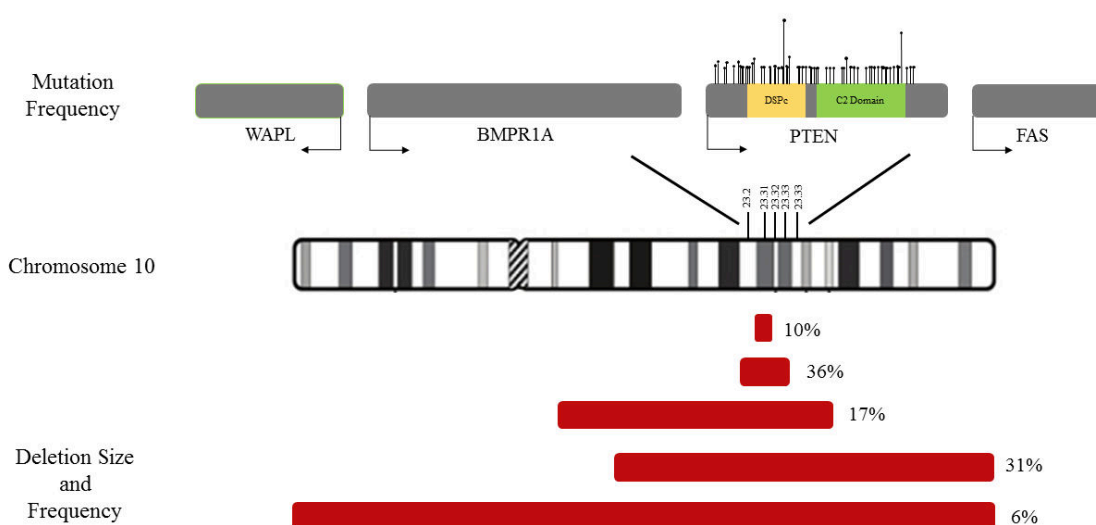 Mutation
Frequency
DSPc
C2 Domain
WAPL
BMPR1A
PTEN
FAS
23.2
23.31
23.32
23.33
23.33
Chromosome 10
10%
36%
17%
Deletion Size
and
Frequency
31%
6%